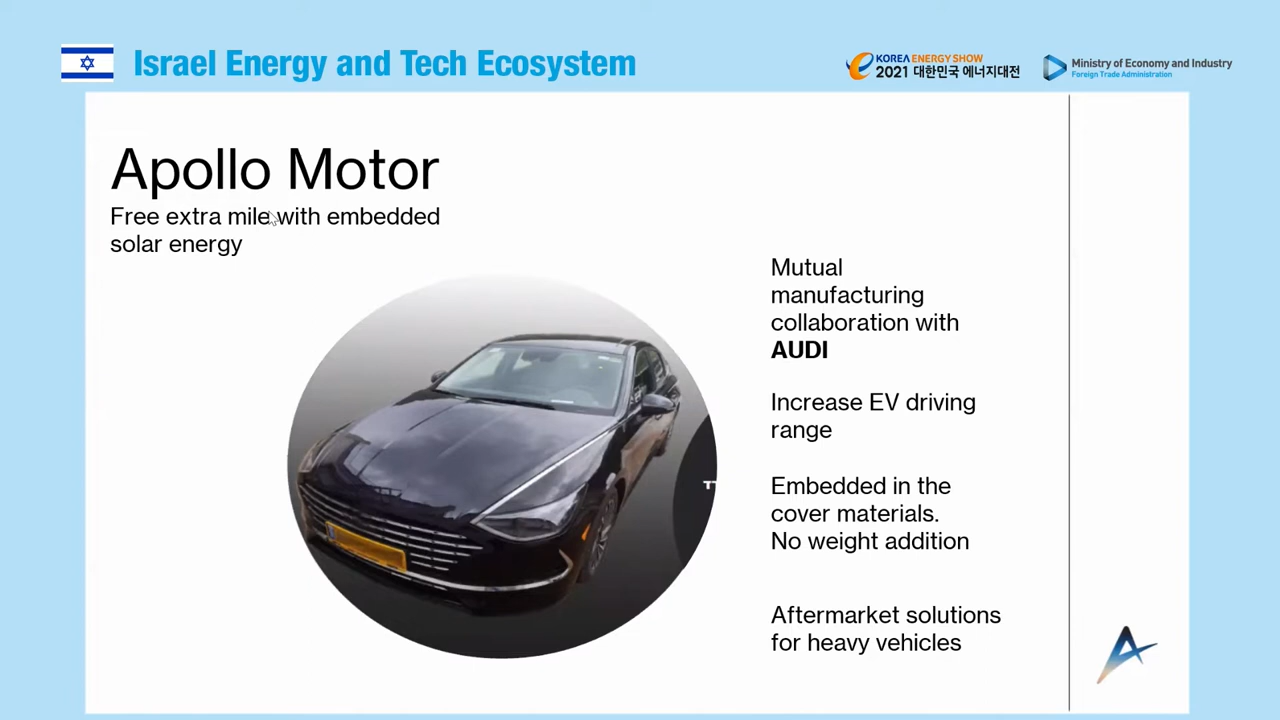 Israel Energy and Tech Ecosystem
KOREA ENERGY SHOW
2021 대한민국 에너지대전
Ministry of Economy and Industry
Foreign Trade Administration
Apollo Motor
Free extra mile with embedded
solar energy
Mutual
manufacturing
collaboration with
AUDI
Increase EV driving
range
Embedded in the
cover materials.
No weight addition
Aftermarket solutions
for heavy vehicles